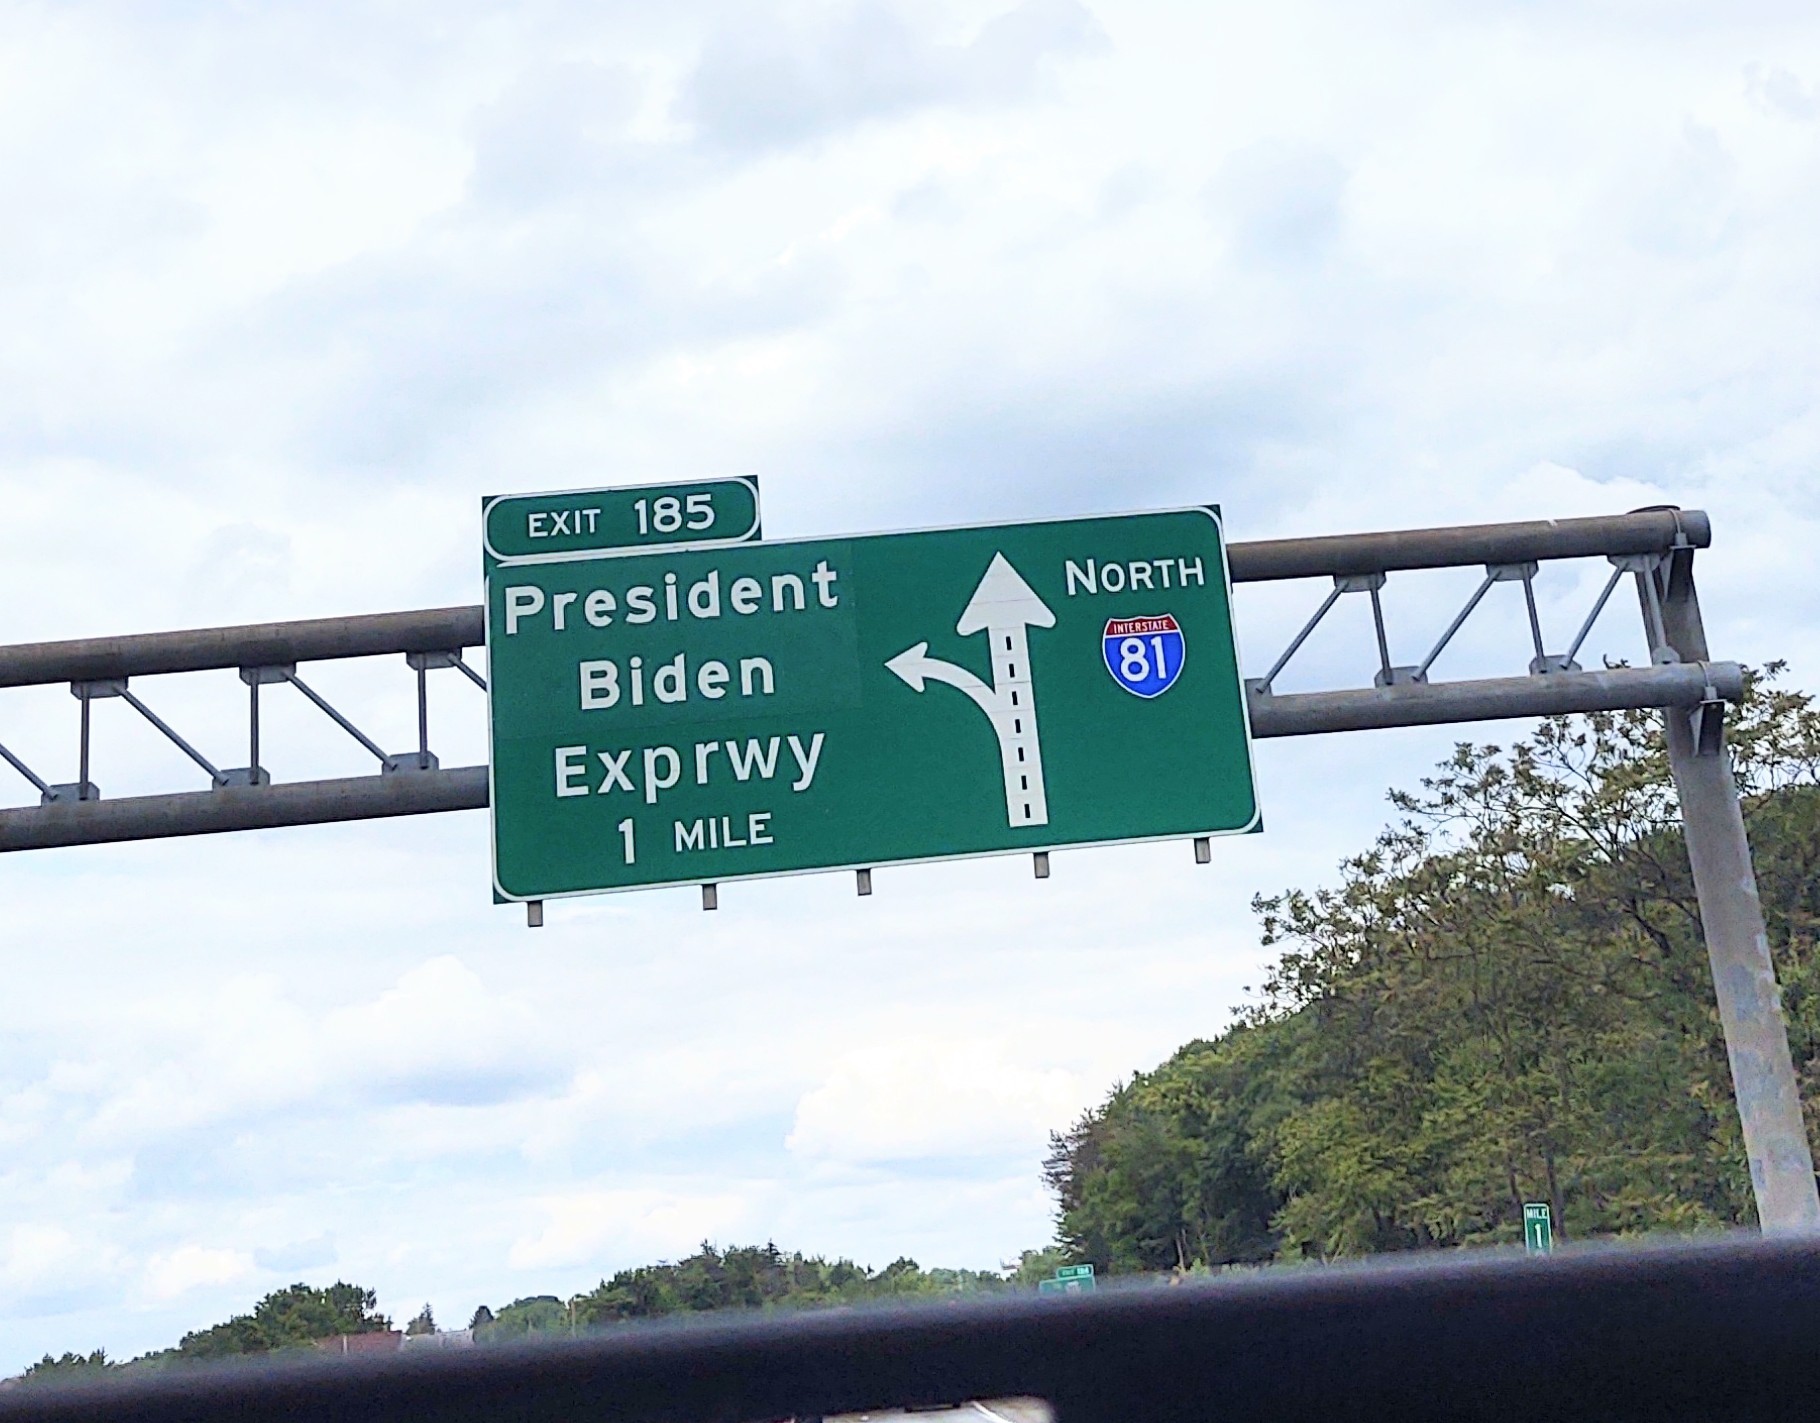 EXIT 185
President
Biden
Exprwy
1 MILE
NORTH
INTERSTATE
81
MILE
1